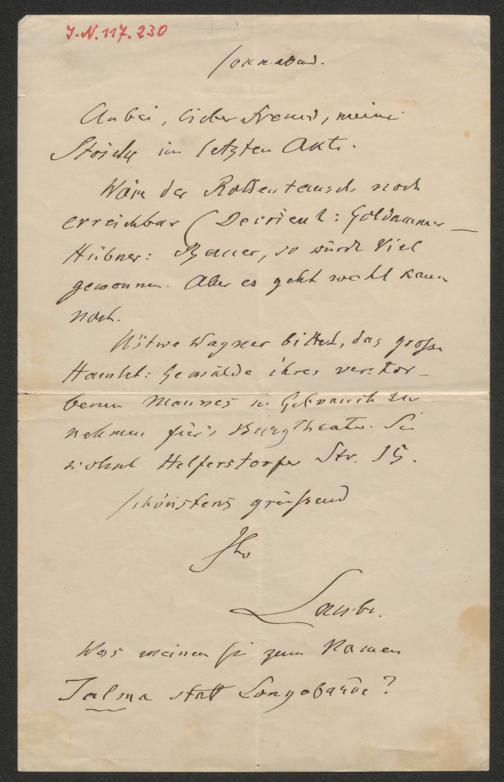 I.N. 117.230
Sonnabend.
Anbei, lieber Freund, meine
Striche im letzten Akte.
Wäre der Rollentausch noch
erreichbar (Devrient: Goldammer —
Hübner: Bauer, so würde Viel
gewonnen. Aber es geht wohl kaum
noch.
Witwe Wagner bittet, das große
Hamlet-Gemälde ihres verstor-
benen Mannes in Gebrauch zu
nehmen für's Burgtheater. Sie
wohnt Helferstorfer Str. 15.
Schönstens grüßend
Ihr
Laube.
Was meinen Sie zum Namen
Talma statt Longobarde?